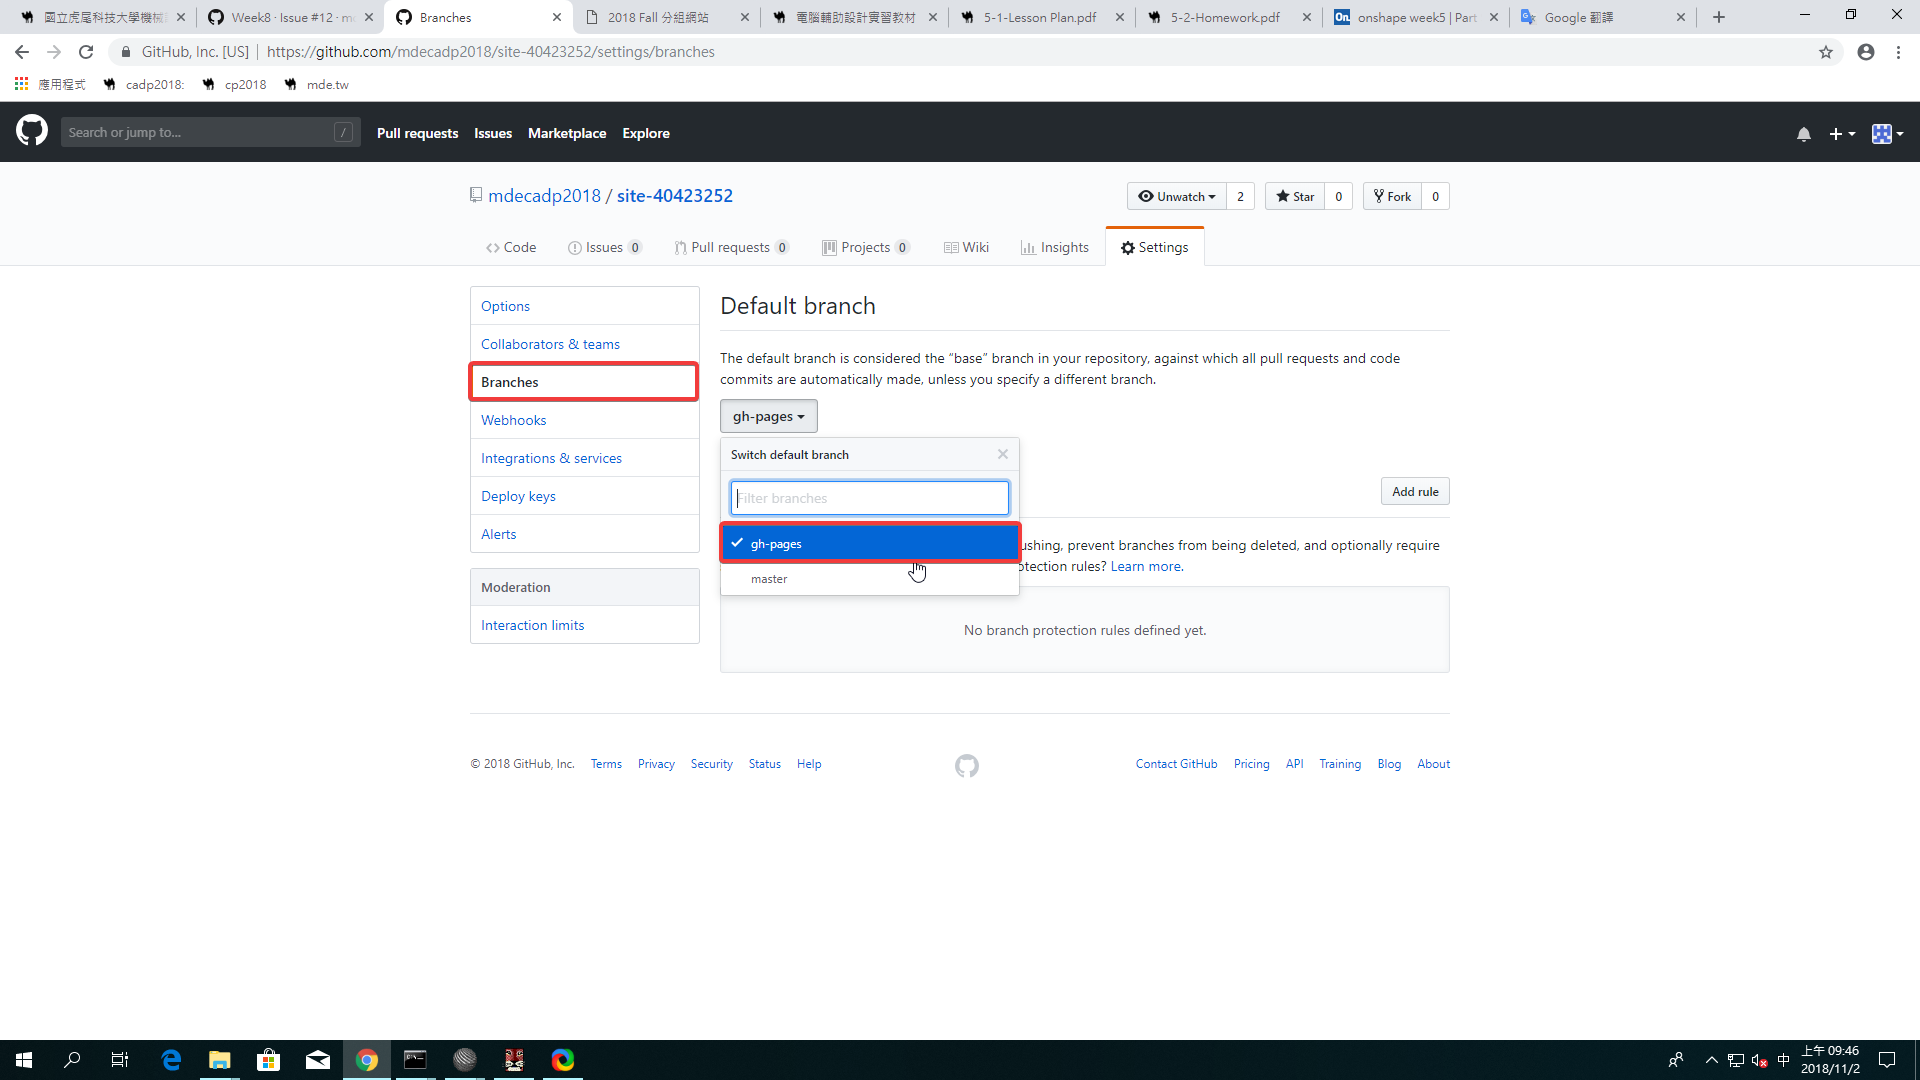 國立虎尾科技大學機械
Week8 · Issue #12 · m
Branches
2018 Fall 分組網站
電腦輔助設計實習教材
5-1-Lesson Plan.pdf
5-2-Homework.pdf
On.
onshape week5 | Part
Google 翻譯
GitHub, Inc. [US]
https://github.com/mdecadp2018/site-40423252/settings/branches
應用程式
cadp2018:
cp2018
mde.tw
Search or jump to...
/
Pull requests
Issues
Marketplace
Explore
mdecadp2018 / site-40423252
Unwatch 2
Star 0
Fork 0
Code
Issues 0
Pull requests 0
Projects 0
Wiki
Insights
Settings
Options
Collaborators & teams
Branches
Webhooks
Integrations & services
Deploy keys
Alerts
Moderation
Interaction limits
Default branch
The default branch is considered the “base” branch in your repository, against which all pull requests and code
commits are automatically made, unless you specify a different branch.
gh-pages
Switch default branch
Filter branches
gh-pages
master
Add rule
ushing, prevent branches from being deleted, and optionally require
otection rules? Learn more.
No branch protection rules defined yet.
© 2018 GitHub, Inc.
Terms
Privacy
Security
Status
Help
Contact GitHub
Pricing
API
Training
Blog
About
中
上午 09:46
2018/11/2